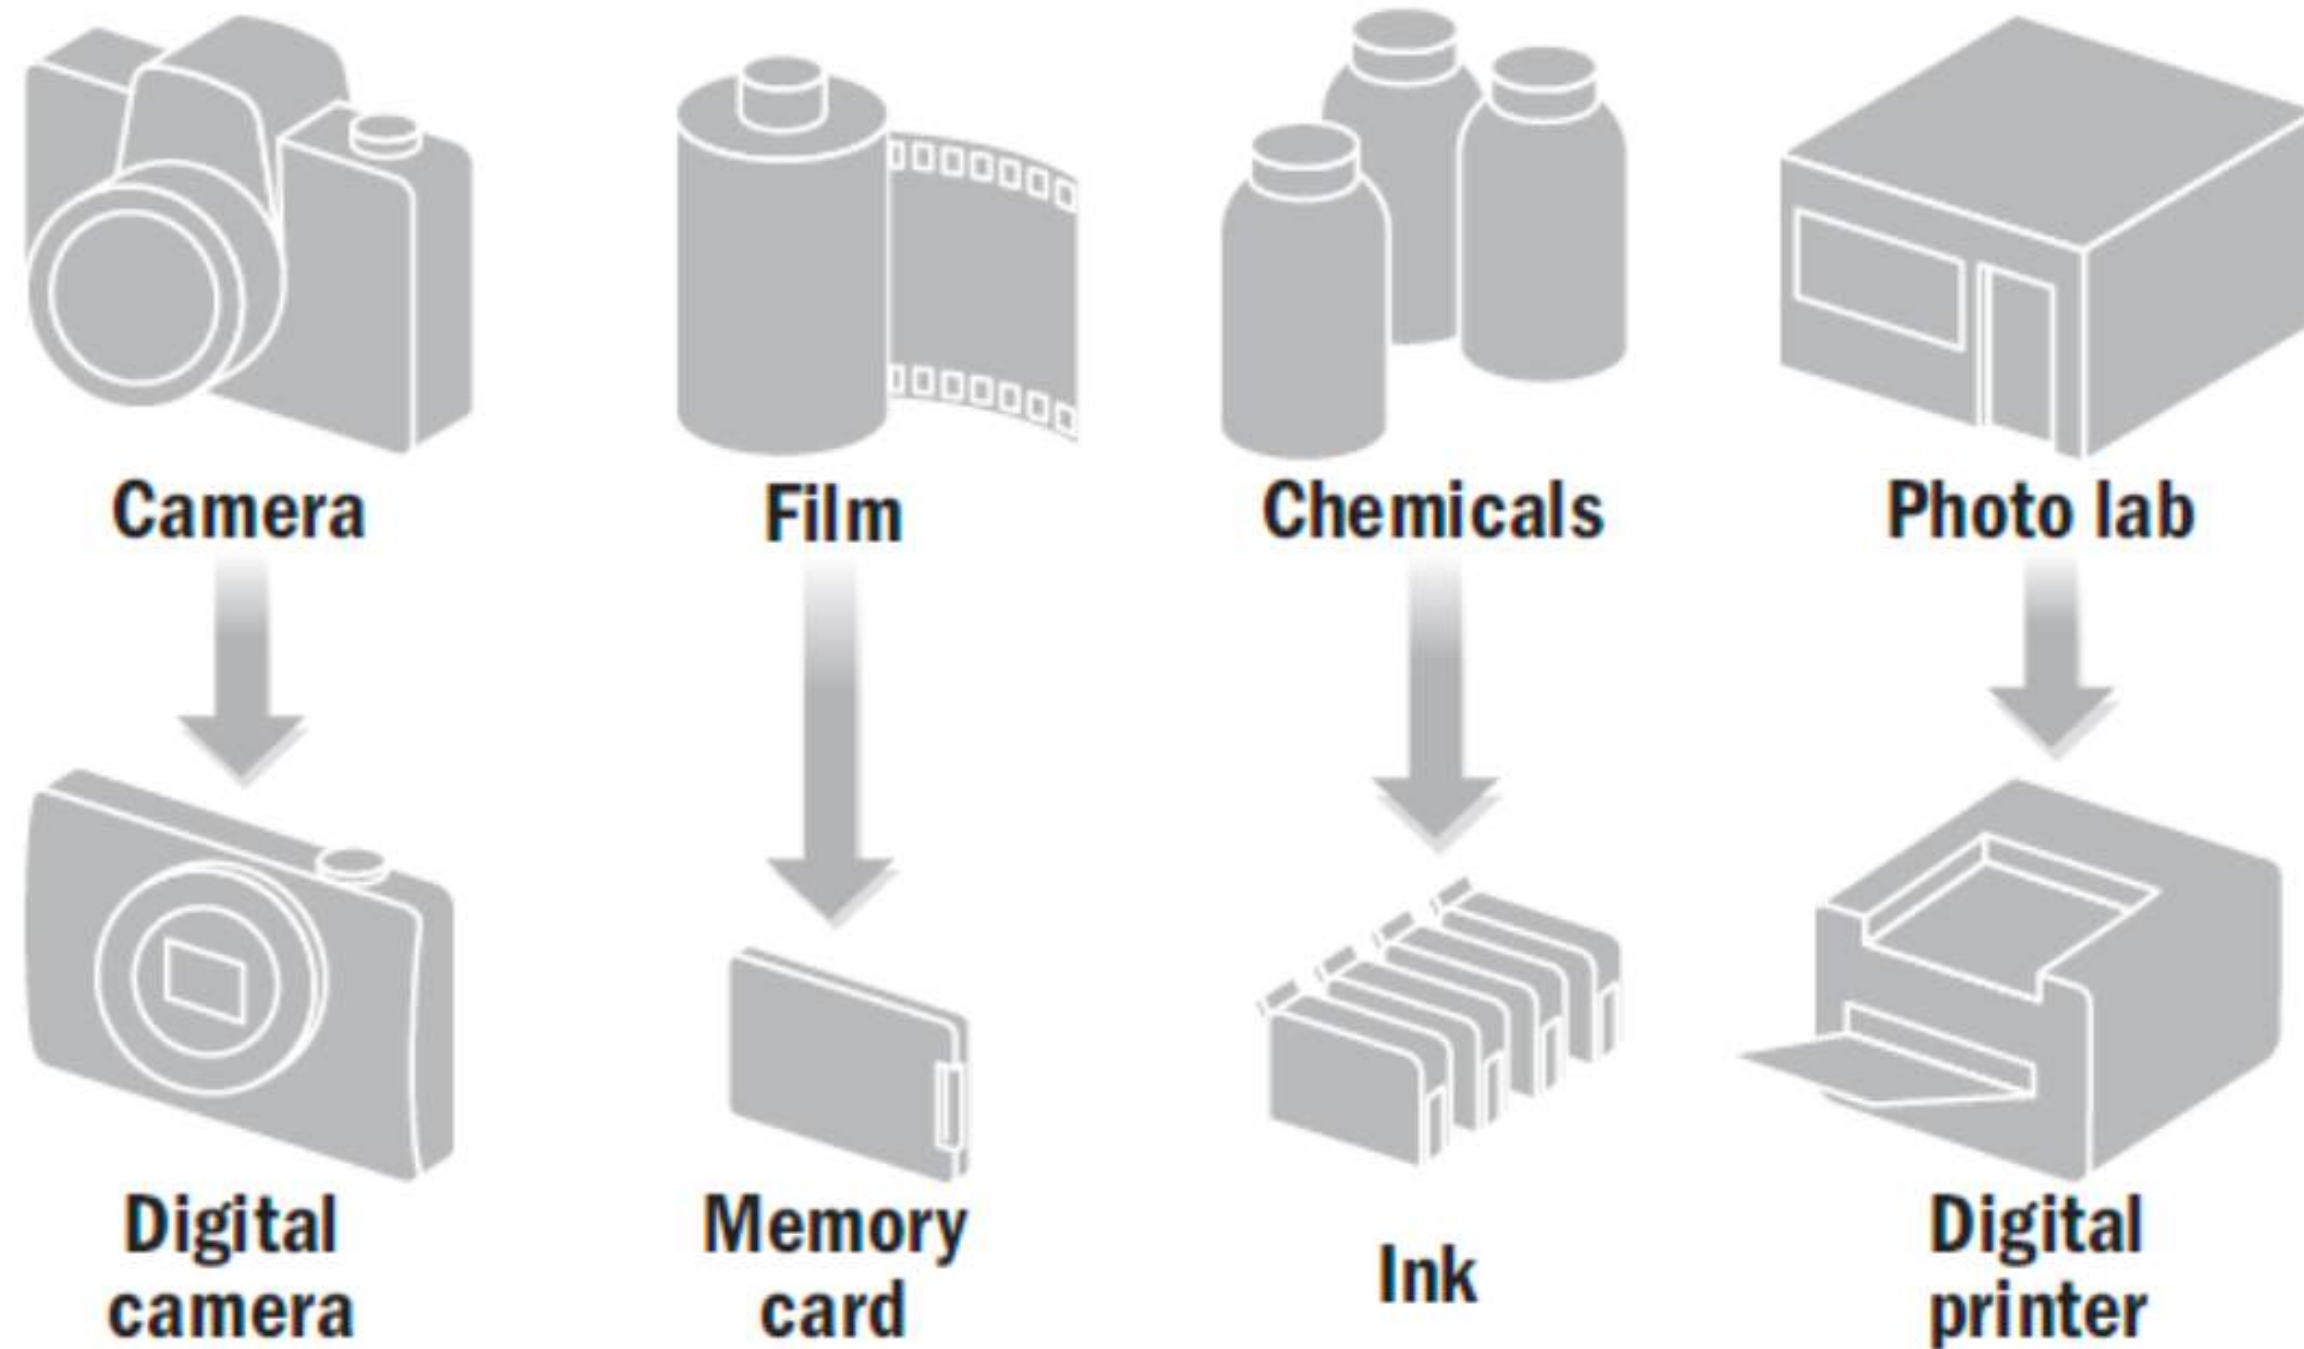 Camera
Film
Chemicals
Photo lab
Digital
camera
Memory
card
Ink
Digital
printer